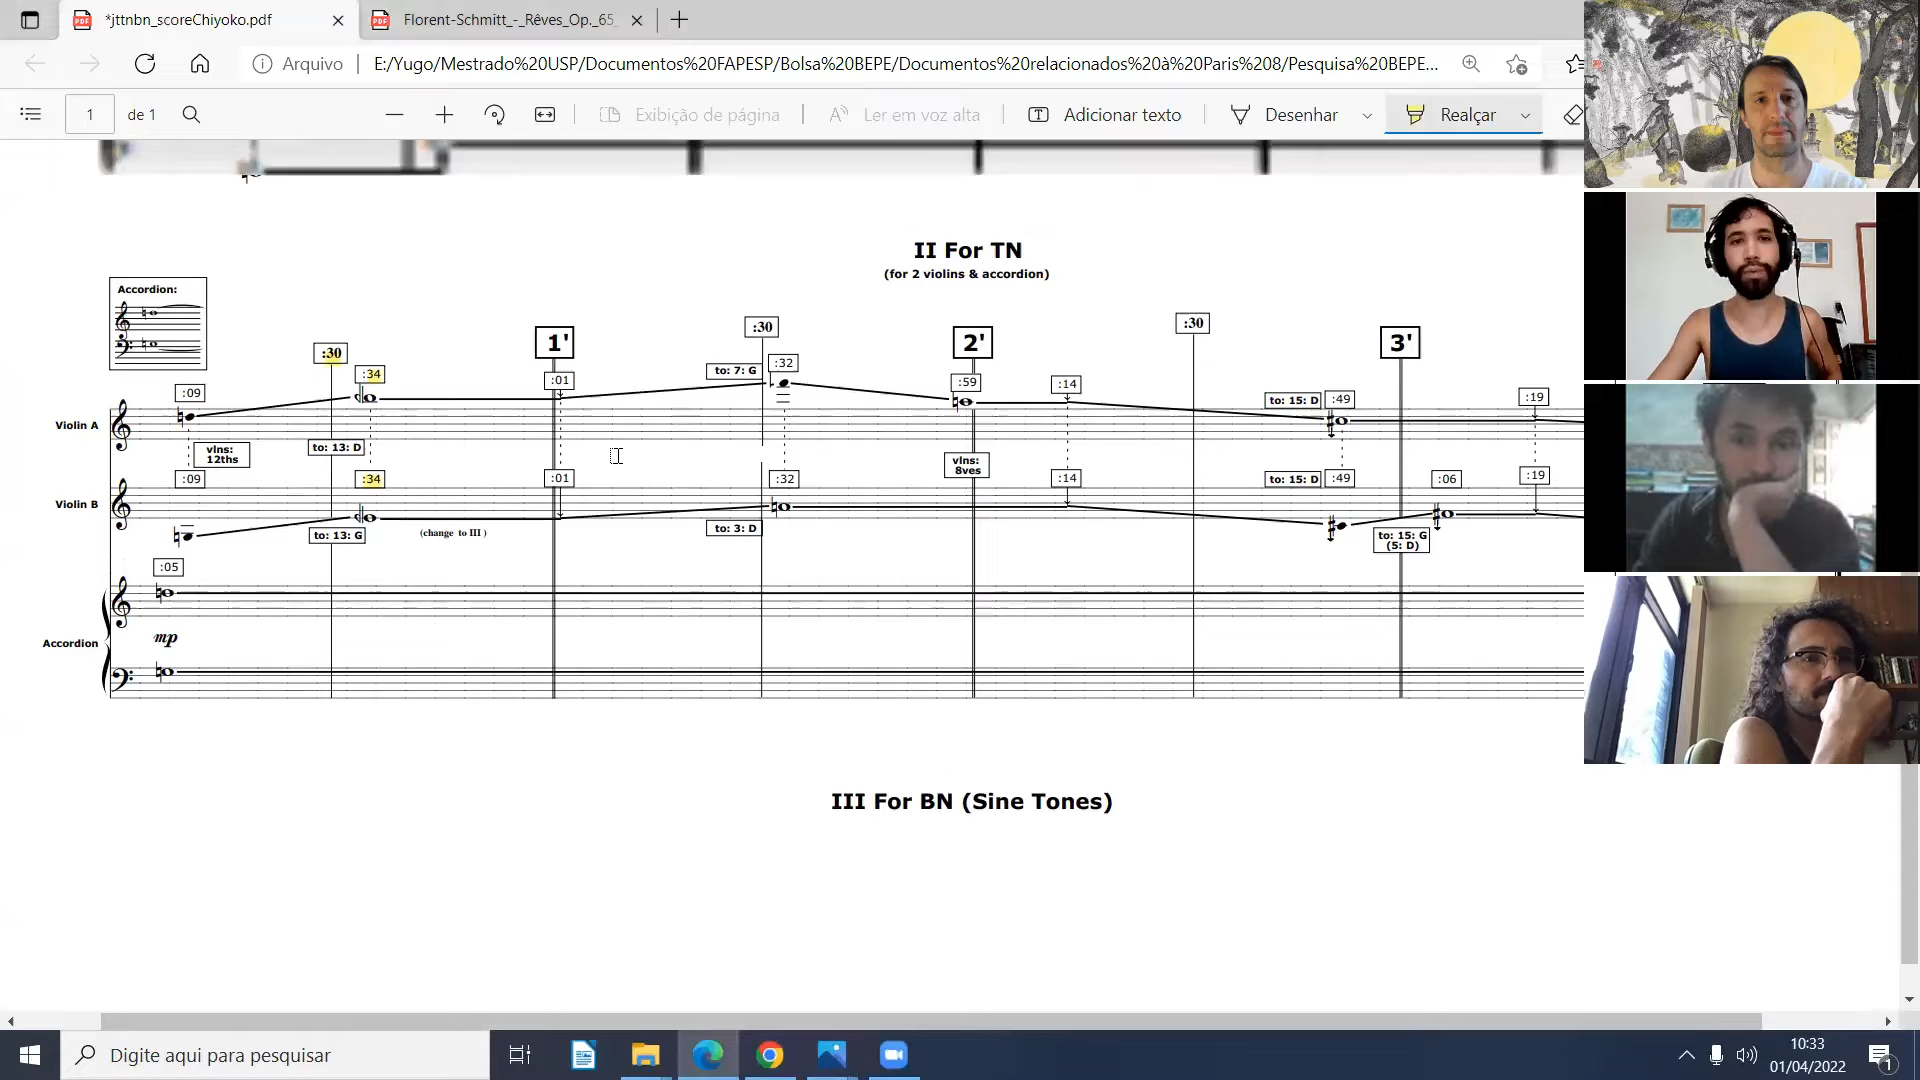 *jttnbn_scoreChiyoko.pdf
Florent-Schmitt_-_Rêves_Op._65_
Arquivo
E:/Yugo/Mestrado%20USP/Documentos%20FAPESP/Bolsa%20BEPE/Documentos%20relacionados%20à%20Paris%208/Pesquisa%20BEPE...
1
de 1
Exibição de página
Ler em voz alta
Adicionar texto
Desenhar
Realçar
II For TN
(for 2 violins & accordion)
Accordion:
:30
1'
:30
2'
:30
3'
:09
:34
:01
to: 7: G
:32
:59
:14
to: 15: D
:49
:19
Violin A
vlns:
12ths
to: 13: D
vlns:
8ves
:09
:34
:01
:32
:14
to: 15: D
:49
:06
:19
Violin B
to: 13: G
(change to III )
to: 3: D
to: 15: G
(5: D)
:05
mp
Accordion
III For BN (Sine Tones)
Digite aqui para pesquisar
10:33
01/04/2022
1